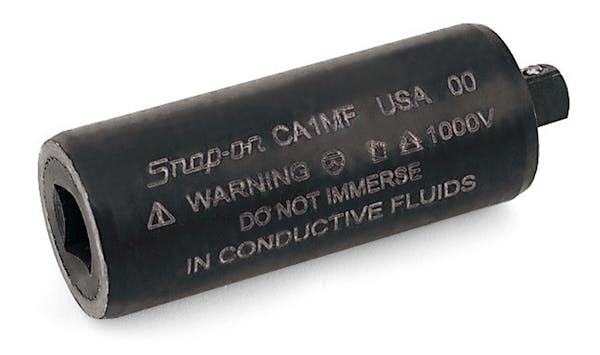 Snap-on CA1MF USA 00
WARNING 1000V
DO NOT IMMERSE
IN CONDUCTIVE FLUIDS